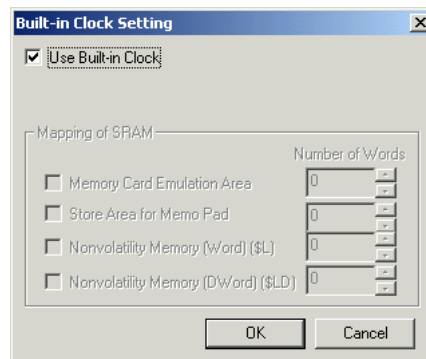 Built-in Clock Setting
Use Built-in Clock
Mapping of SRAM
Number of Words
Memory Card Emulation Area 0
Store Area for Memo Pad 0
Nonvolatility Memory (Word) ($L) 0
Nonvolatility Memory (DWord) ($LD) 0
OK Cancel